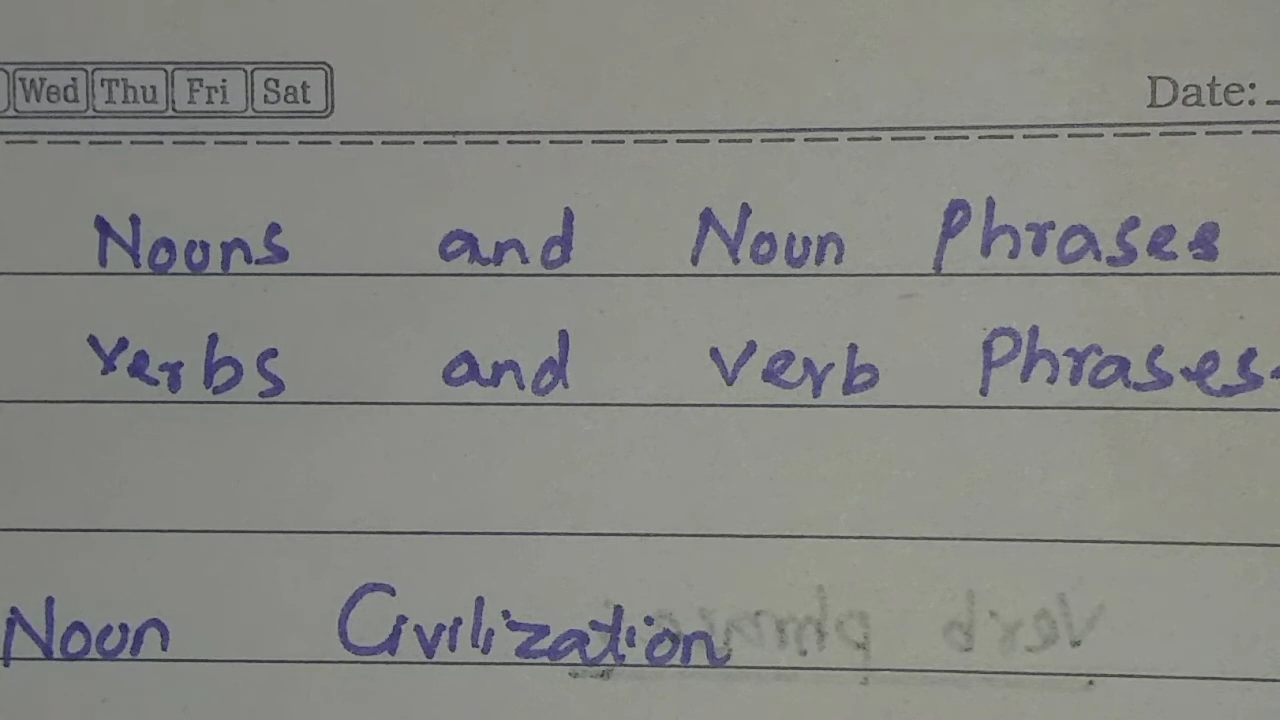 Wed Thu Fri Sat Date:
Nouns and Noun Phrases
Verbs and Verb Phrases.
Noun Civilization